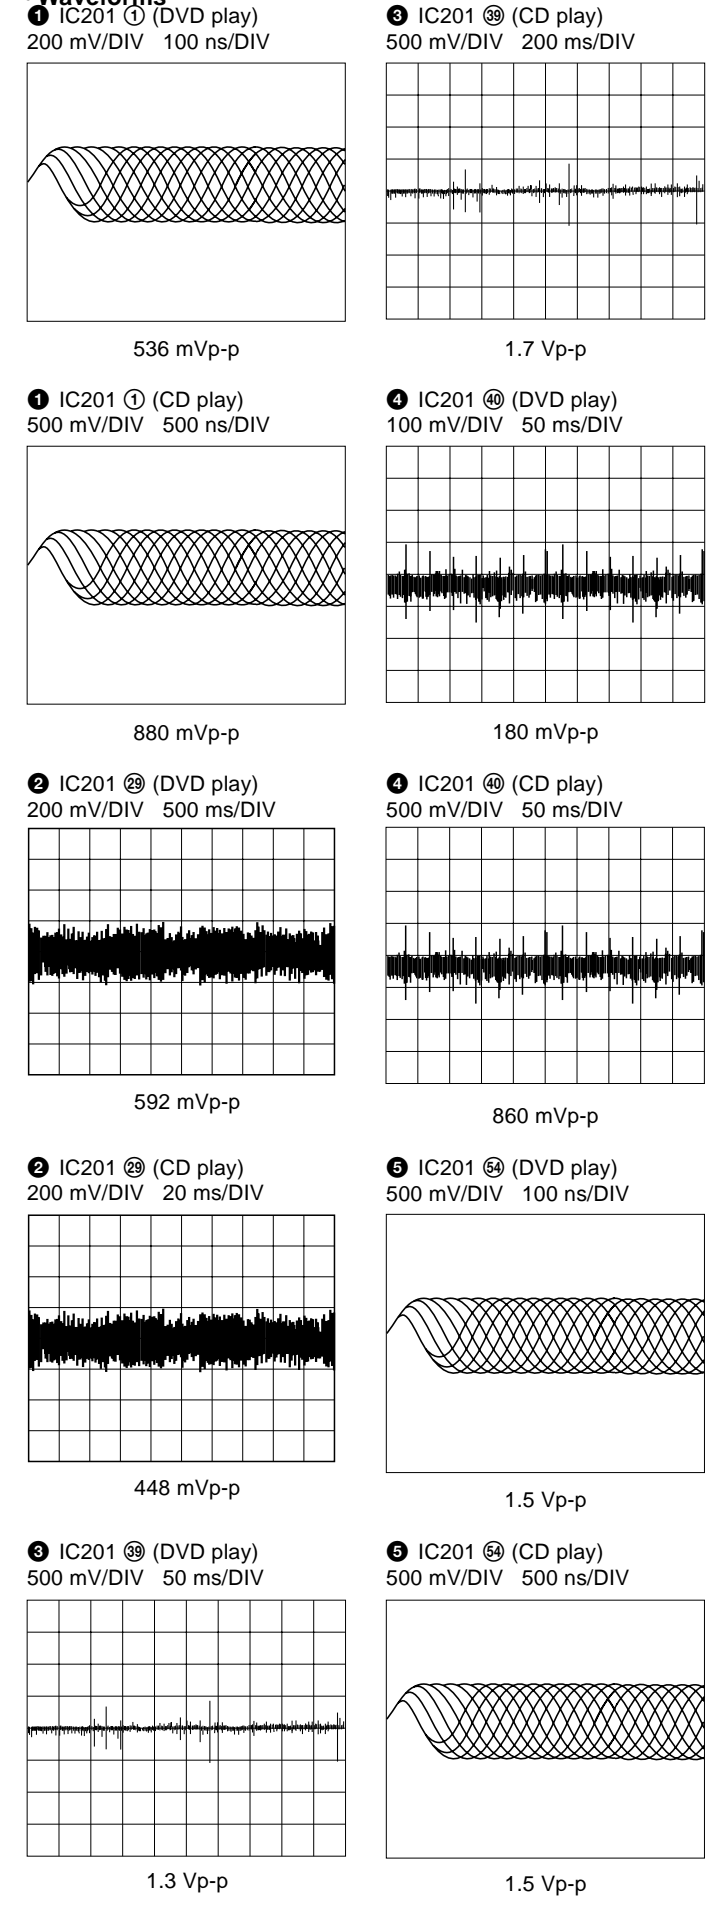 • Waveforms
❶ IC201 ① (DVD play)
200 mV/DIV 100 ns/DIV
536 mVp-p
❶ IC201 ① (CD play)
500 mV/DIV 500 ns/DIV
880 mVp-p
❷ IC201 ㉙ (DVD play)
200 mV/DIV 500 ms/DIV
592 mVp-p
❷ IC201 ㉙ (CD play)
200 mV/DIV 20 ms/DIV
448 mVp-p
❸ IC201 ㊴ (DVD play)
500 mV/DIV 50 ms/DIV
1.3 Vp-p
❸ IC201 ㊴ (CD play)
500 mV/DIV 200 ms/DIV
1.7 Vp-p
❹ IC201 ㊵ (DVD play)
100 mV/DIV 50 ms/DIV
180 mVp-p
❹ IC201 ㊵ (CD play)
500 mV/DIV 50 ms/DIV
860 mVp-p
❺ IC201 54 (DVD play)
500 mV/DIV 100 ns/DIV
1.5 Vp-p
❺ IC201 54 (CD play)
500 mV/DIV 500 ns/DIV
1.5 Vp-p